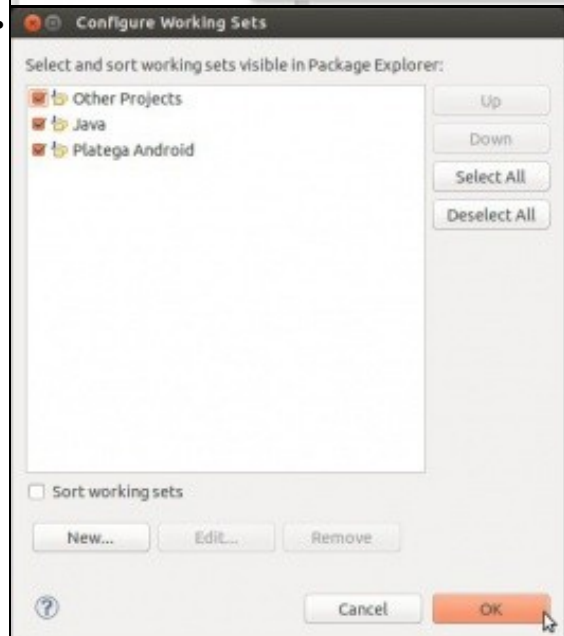 Configure Working Sets
Select and sort working sets visible in Package Explorer:
Other Projects
Java
Platega Android
Up
Down
Select All
Deselect All
Sort working sets
New...
Edit...
Remove
?
Cancel
OK